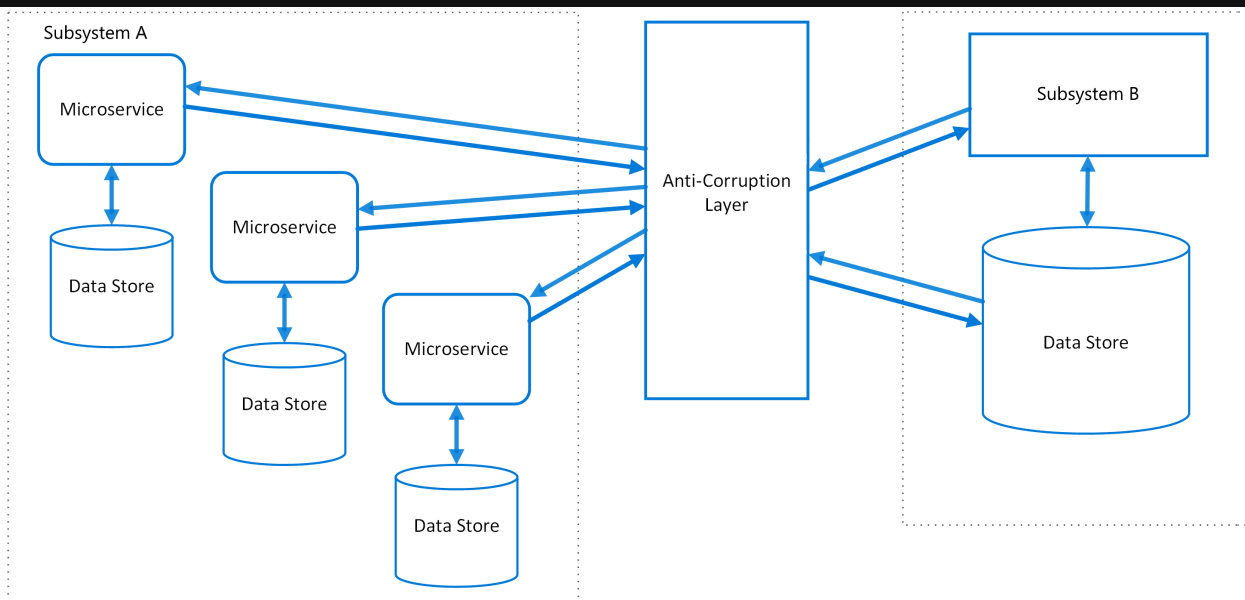 Subsystem A
Microservice
Data Store
Microservice
Data Store
Microservice
Data Store
Anti-Corruption
Layer
Subsystem B
Data Store